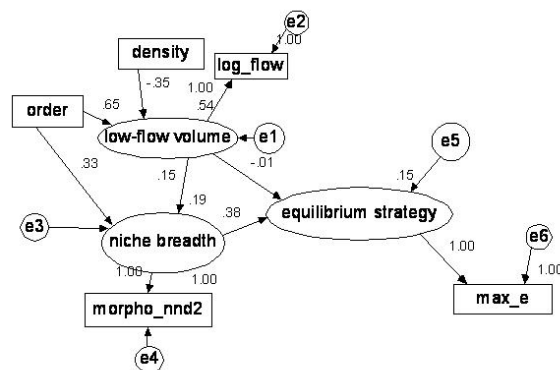 e2
1.00
density
log_flow
-.35
1.00
order
.65
.54
low-flow volume
e1
e5
-.01
.33
.15
.15
.19
.38
equilibrium strategy
e3
niche breadth
e6
1.00
1.00
1.00
1.00
morpho_nnd2
max_e
e4